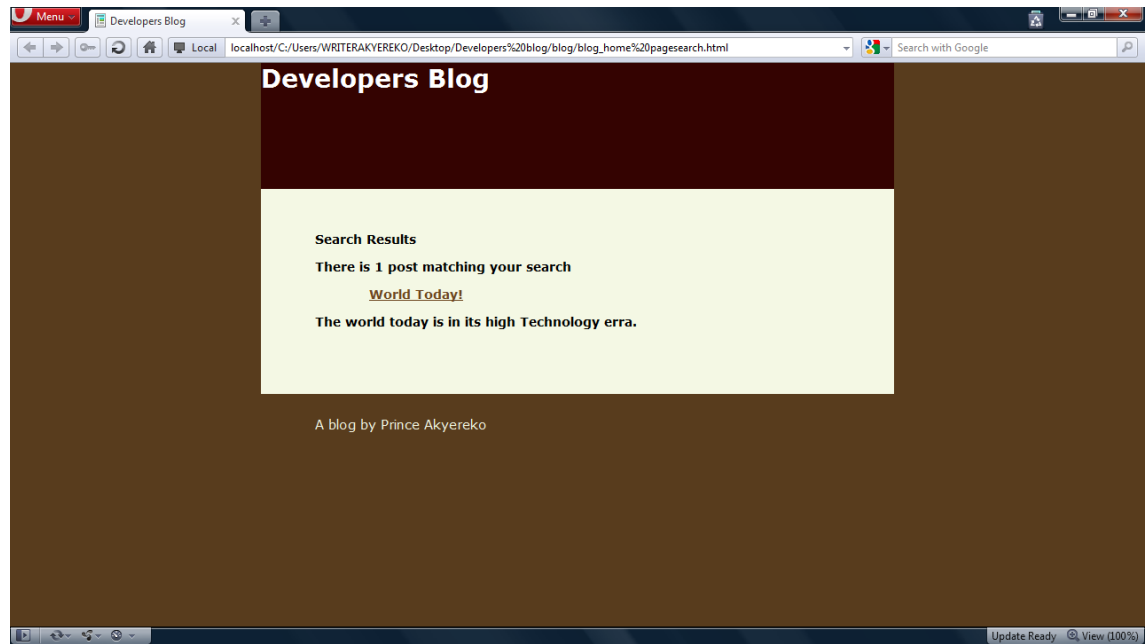 Menu
Developers Blog
Local
localhost/C:/Users/WRITERAKYEREKO/Desktop/Developers%20blog/blog/blog_home%20pagesearch.html
Search with Google
Developers Blog
Search Results
There is 1 post matching your search
World Today!
The world today is in its high Technology erra.
A blog by Prince Akyereko
Update Ready
View (100%)